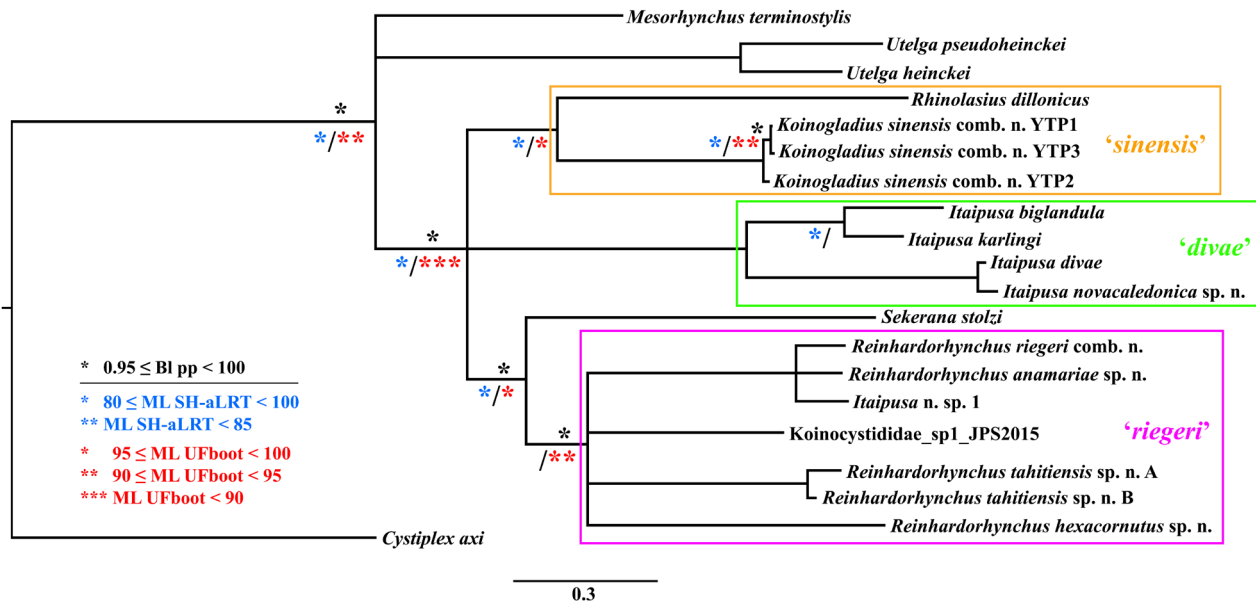 Mesorhynchus terminostylis
Utelga pseudoheinckei
Utelga heinckei
*
*/**
Rhinolasius dillonicus
Koinogladius sinensis comb. n. YTP1
Koinogladius sinensis comb. n. YTP3
Koinogladius sinensis comb. n. YTP2
*/*
*
*/**
‘sinensis’
*
*/***
Itaipusa biglandula
Itaipusa karlingi
Itaipusa divae
Itaipusa novacaledonica sp. n.
*/
‘divae’
Sekerana stolzi
*
*/*
Reinhardorhynchus riegeri comb. n.
Reinhardorhynchus anamariae sp. n.
Itaipusa n. sp. 1
Koinocystididae_sp1_JPS2015
Reinhardorhynchus tahitiensis sp. n. A
Reinhardorhynchus tahitiensis sp. n. B
Reinhardorhynchus hexacornutus sp. n.
*
/**
‘riegeri’
* 0.95 ≤ BI pp < 100
* 80 ≤ ML SH-aLRT < 100
** ML SH-aLRT < 85
* 95 ≤ ML UFboot < 100
** 90 ≤ ML UFboot < 95
*** ML UFboot < 90
Cystiplex axi
0.3